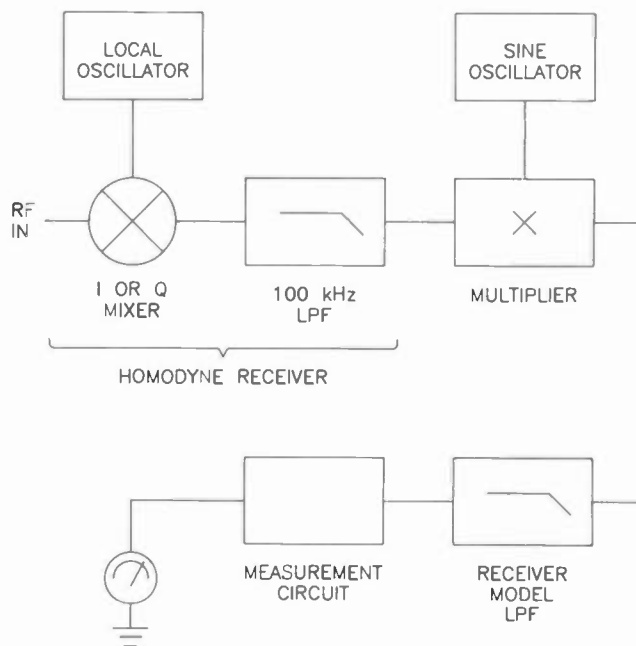 LOCAL
OSCILLATOR
SINE
OSCILLATOR
RF
IN
I OR Q
MIXER
100 kHz
LPF
MULTIPLIER
HOMODYNE RECEIVER
MEASUREMENT
CIRCUIT
RECEIVER
MODEL
LPF